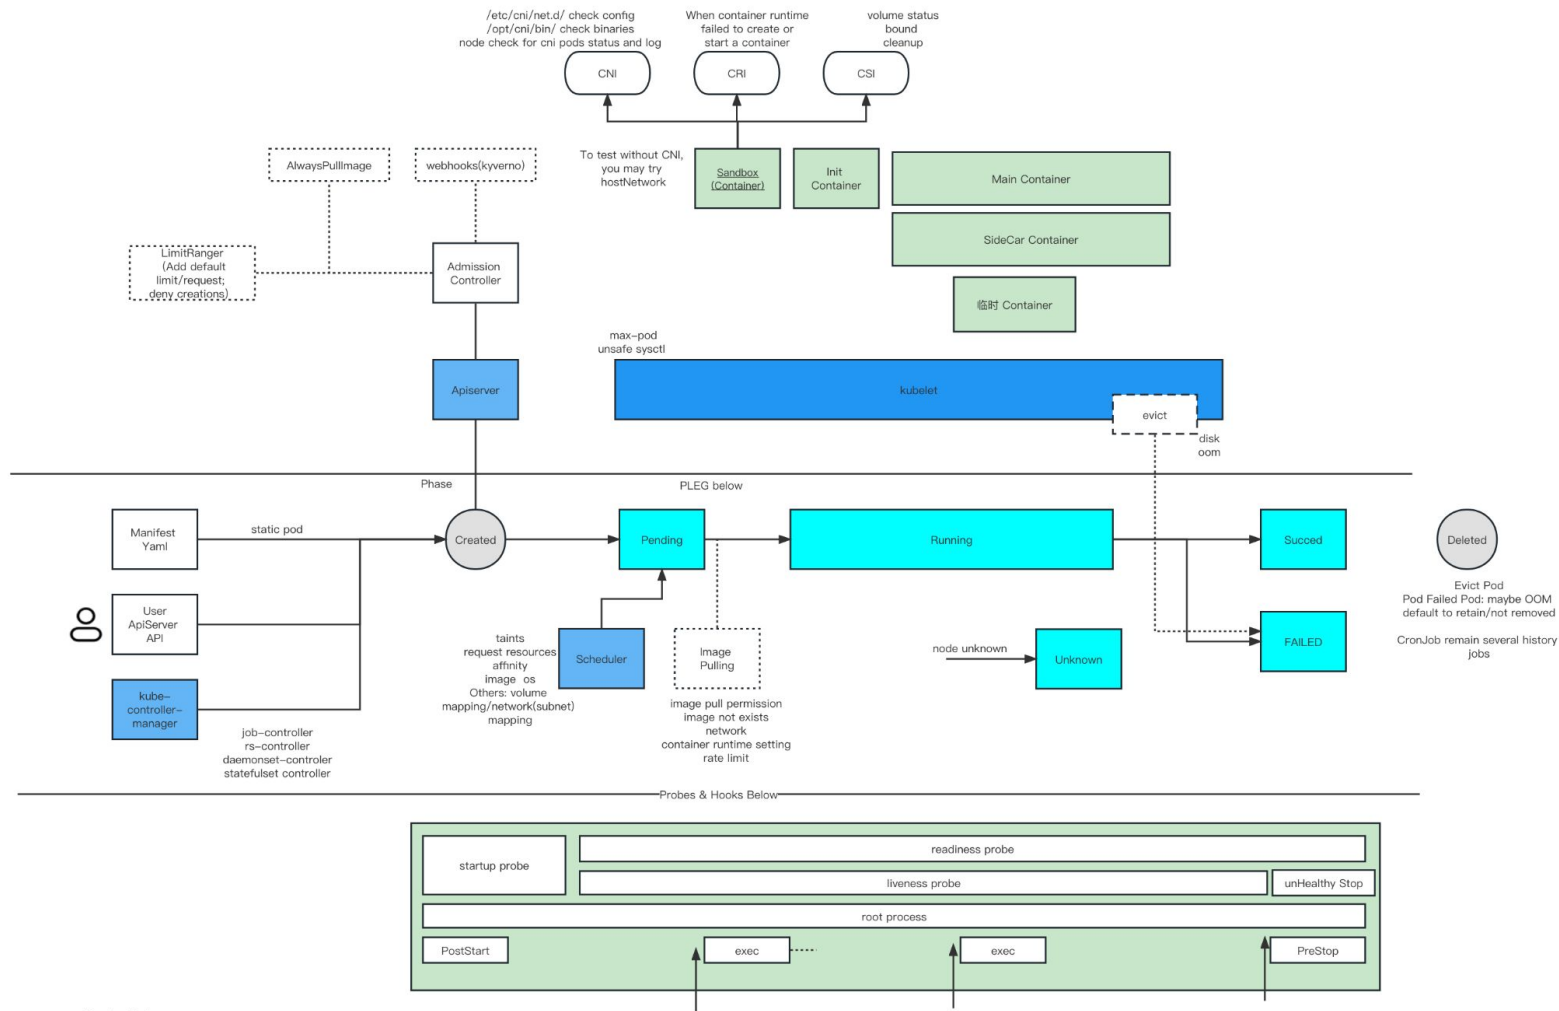 /etc/cni/net.d/ check config
/opt/cni/bin/ check binaries
node check for cni pods status and log
When container runtime
failed to create or
start a container
volume status
bound
cleanup
CNI
CRI
CSI
AlwaysPullImage
webhooks(kyverno)
To test without CNI,
you may try
hostNetwork
Sandbox
(Container)
Init
Container
Main Container
SideCar Container
临时 Container
LimitRanger
(Add default
limit/request;
deny creations)
Admission
Controller
max-pod
unsafe sysctl
Apiserver
kubelet
evict
disk
oom
Phase
PLEG below
Manifest
Yaml
static pod
Created
Pending
Running
Succed
Deleted
User
ApiServer
API
taints
request resources
affinity
image os
Others: volume
mapping/network(subnet)
mapping
Scheduler
Image
Pulling
image pull permission
image not exists
network
container runtime setting
rate limit
node unknown
Unknown
FAILED
Evict Pod
Pod Failed Pod: maybe OOM
default to retain/not removed
CronJob remain several history
jobs
kube-
controller-
manager
job-controller
rs-controller
daemonset-controler
statefulset controller
Probes & Hooks Below
startup probe
readiness probe
liveness probe
unHealthy Stop
root process
PostStart
exec
exec
PreStop